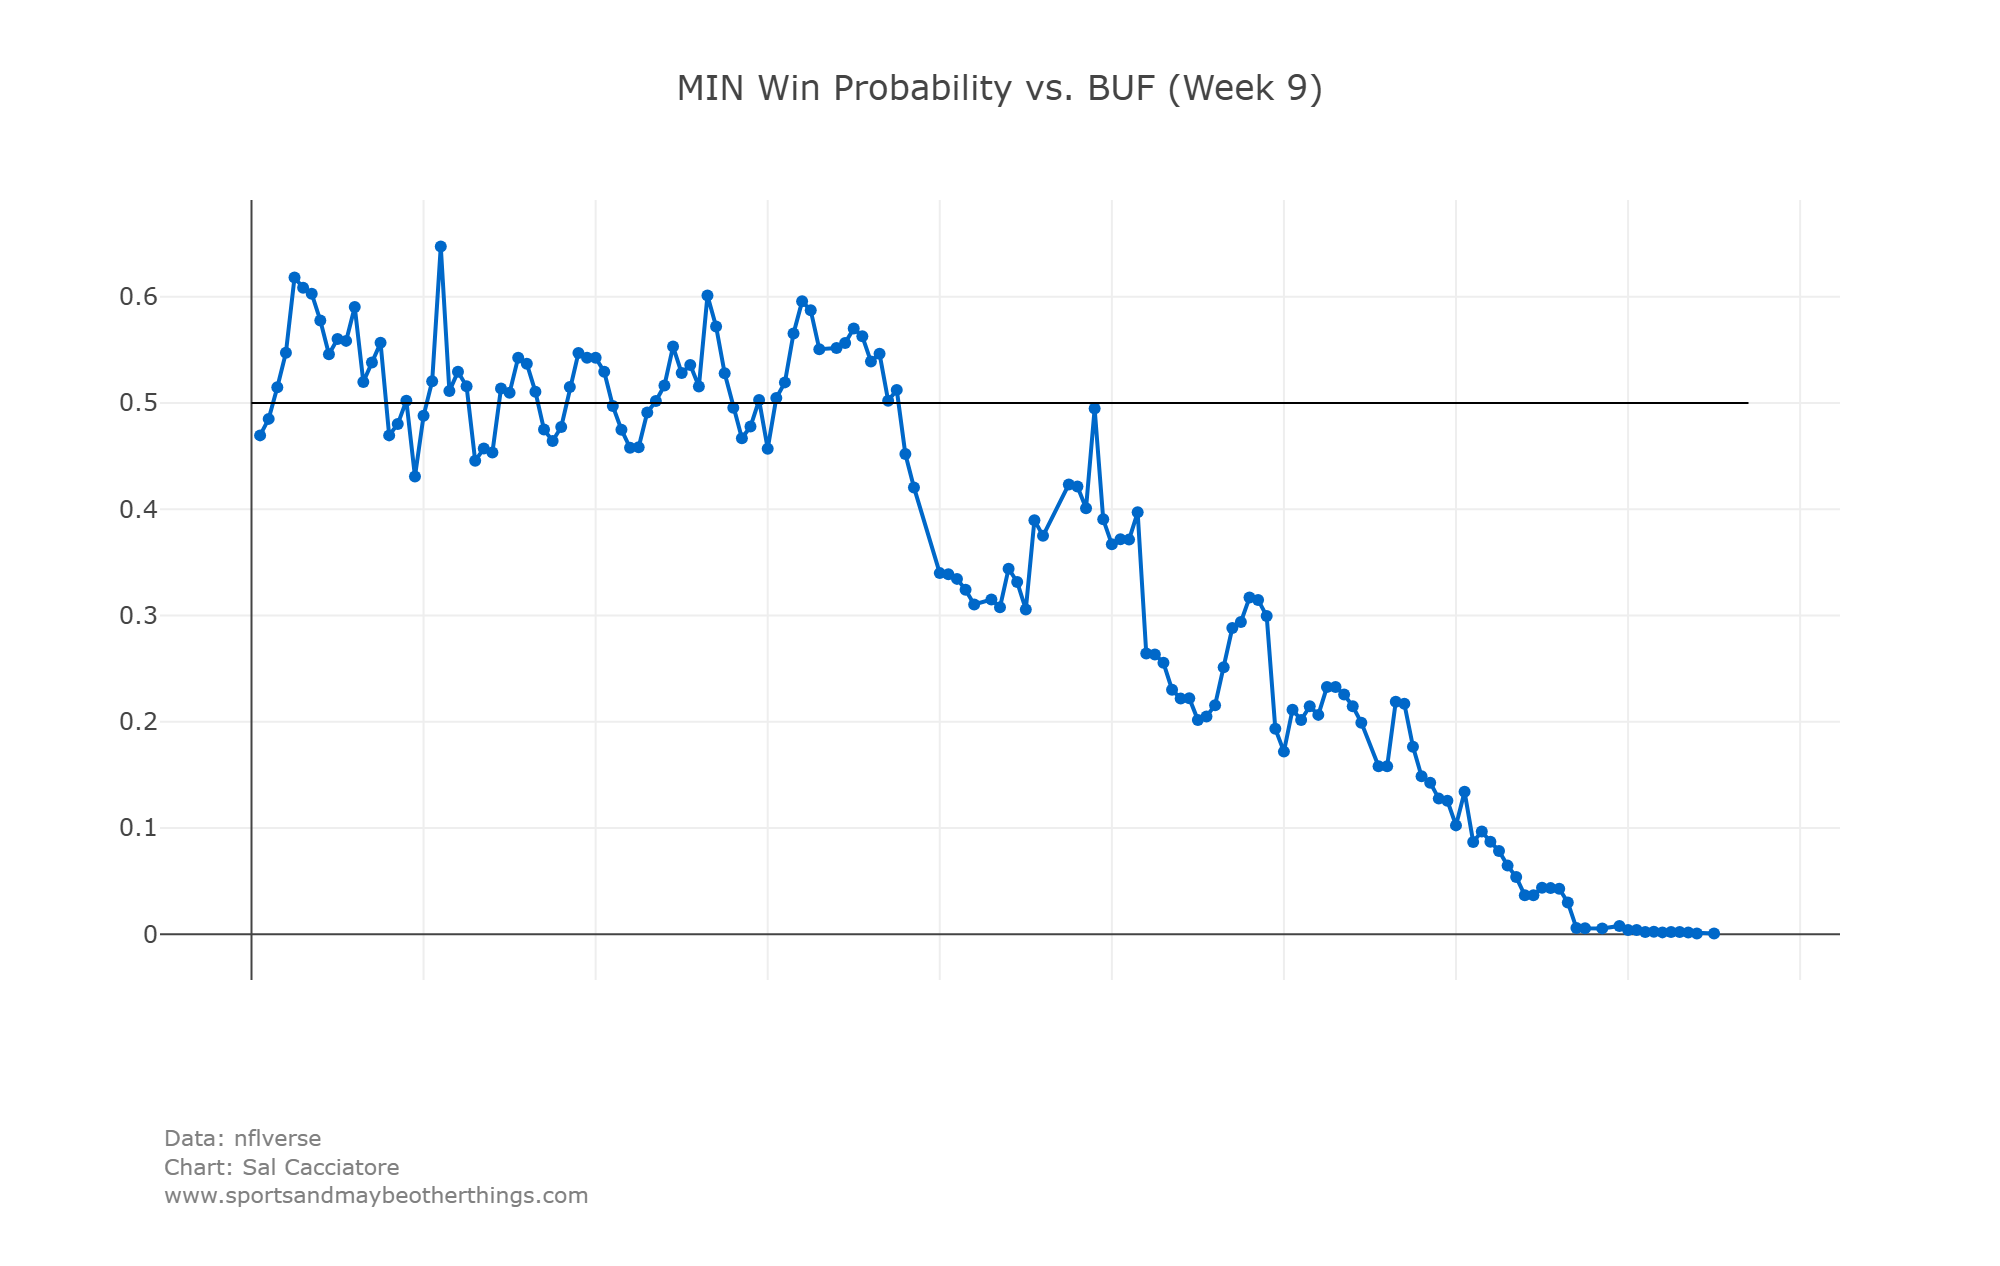 MIN Win Probability vs. BUF (Week 9)
0.6
0.5
0.4
0.3
0.2
0.1
0
Data: nflverse
Chart: Sal Cacciatore
www.sportsandmaybeotherthings.com